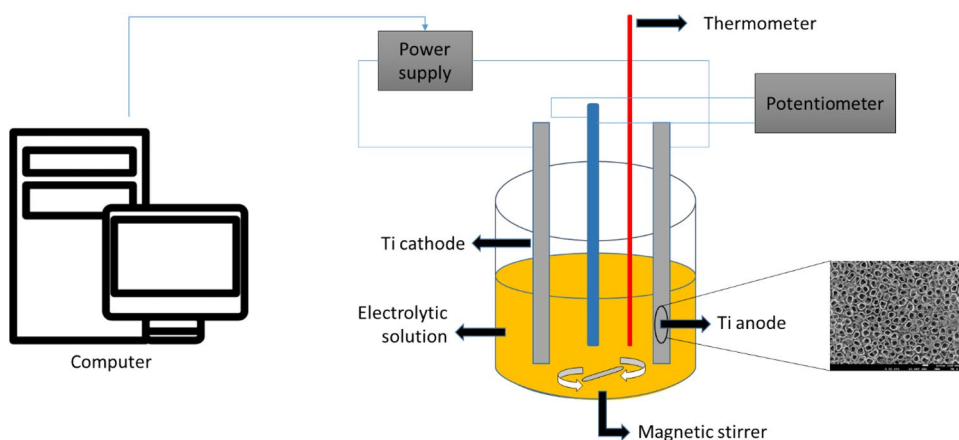 Thermometer
Power
supply
Potentiometer
Ti cathode
Electrolytic
solution
Ti anode
Computer
Magnetic stirrer